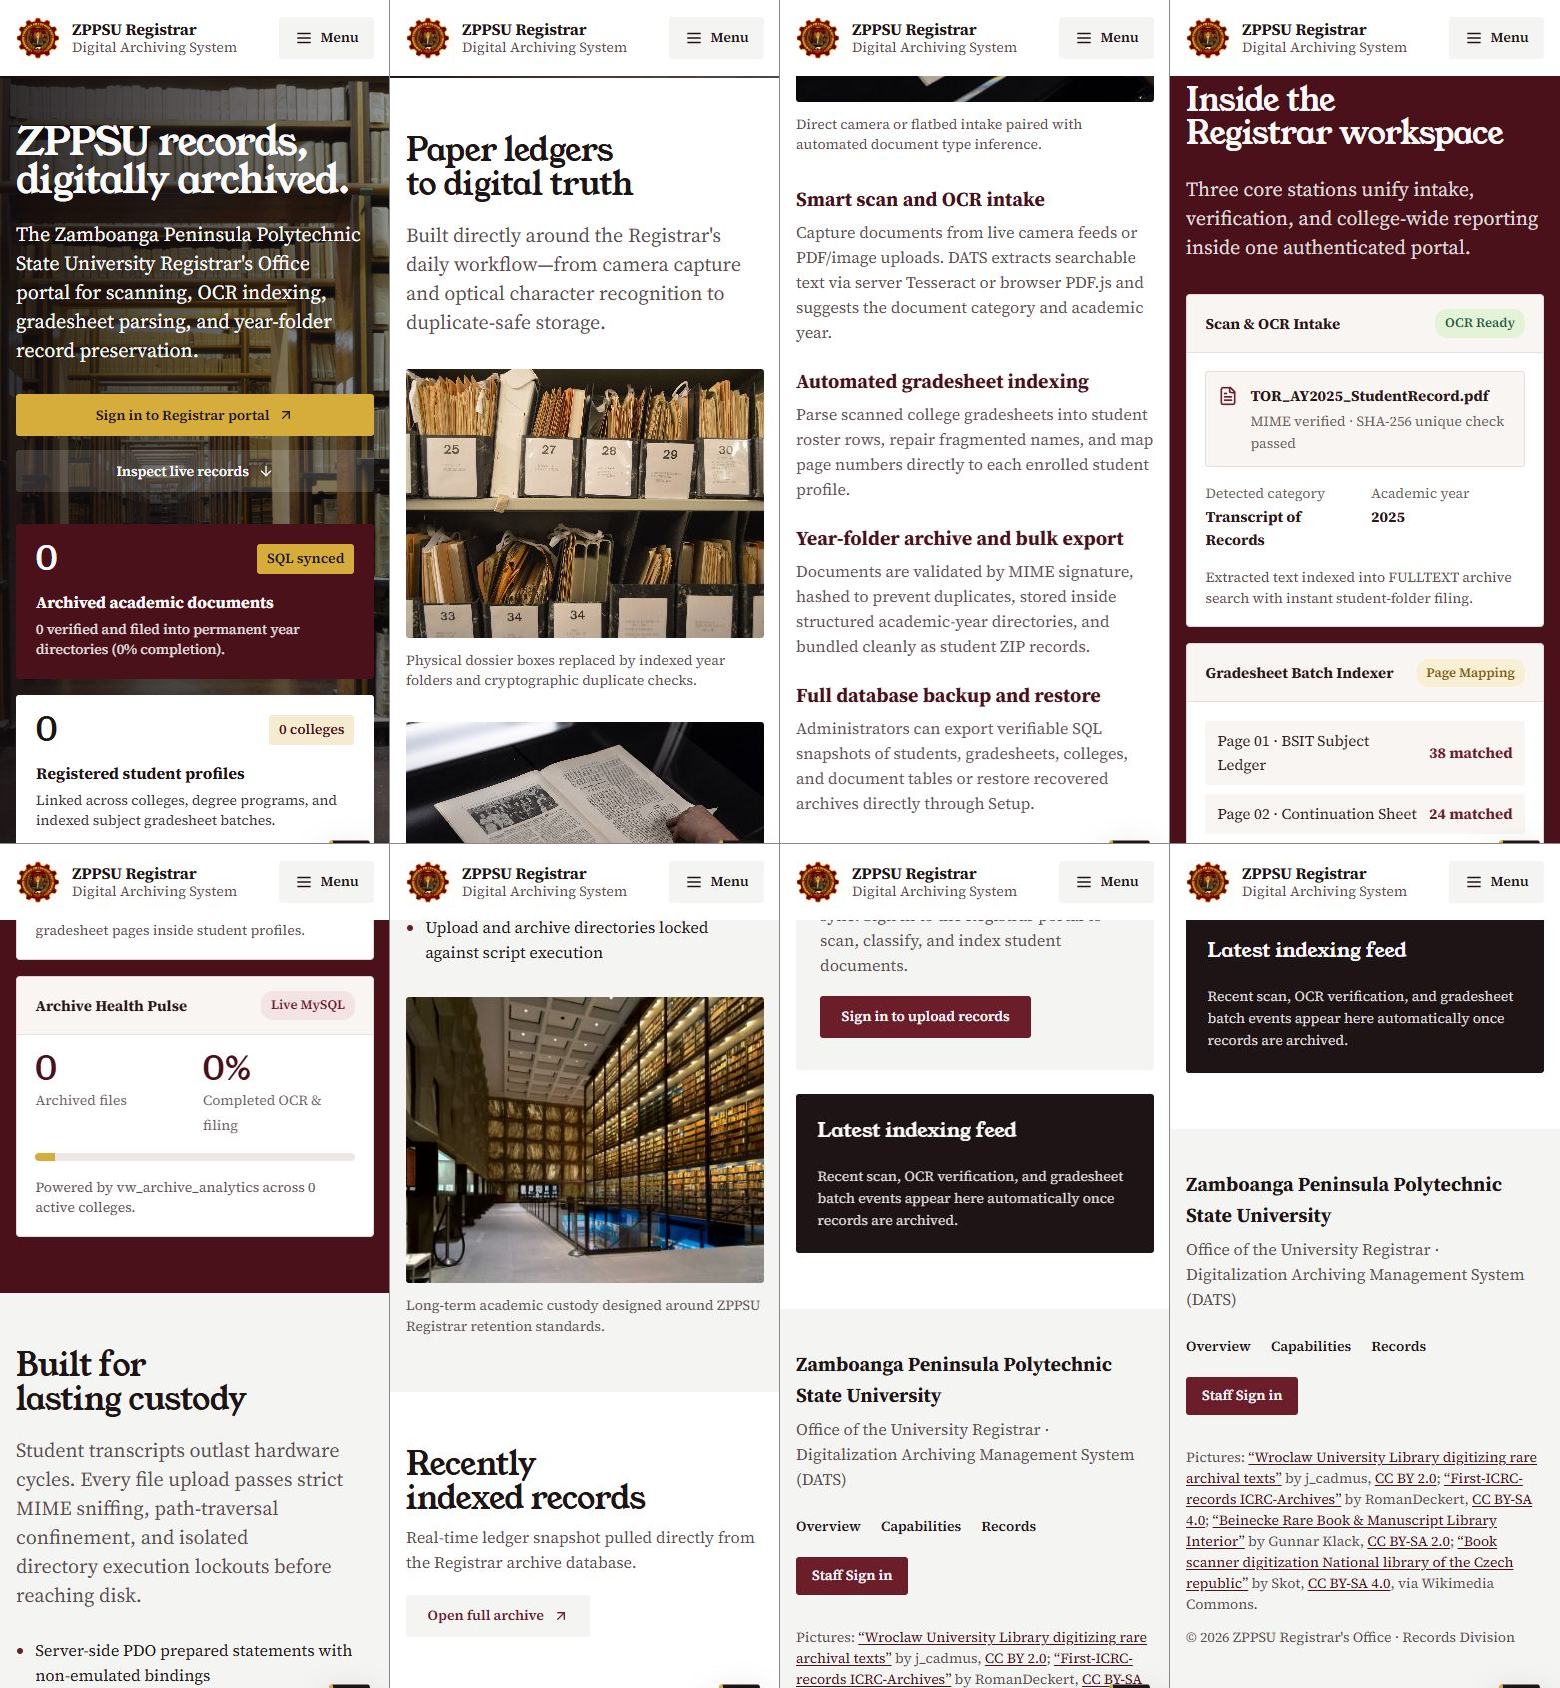 ZPPSU Registrar
Digital Archiving System
Menu
ZPPSU records,
digitally archived.
The Zamboanga Peninsula Polytechnic
State University Registrar's Office
portal for scanning, OCR indexing,
gradesheet parsing, and year-folder
record preservation.
Sign in to Registrar portal
Inspect live records
0
SQL synced
Archived academic documents
0 verified and filed into permanent year
directories (0% completion).
0
0 colleges
Registered student profiles
Linked across colleges, degree programs, and
indexed subject gradesheet batches.
ZPPSU Registrar
Digital Archiving System
Menu
Paper ledgers
to digital truth
Built directly around the Registrar's
daily workflow—from camera capture
and optical character recognition to
duplicate-safe storage.
25
27
28
29
30
33
34
34
Physical dossier boxes replaced by indexed year
folders and cryptographic duplicate checks.
ZPPSU Registrar
Digital Archiving System
Menu
Direct camera or flatbed intake paired with
automated document type inference.
Smart scan and OCR intake
Capture documents from live camera feeds or
PDF/image uploads. DATS extracts searchable
text via server Tesseract or browser PDF.js and
suggests the document category and academic
year.
Automated gradesheet indexing
Parse scanned college gradesheets into student
roster rows, repair fragmented names, and map
page numbers directly to each enrolled student
profile.
Year-folder archive and bulk export
Documents are validated by MIME signature,
hashed to prevent duplicates, stored inside
structured academic-year directories, and
bundled cleanly as student ZIP records.
Full database backup and restore
Administrators can export verifiable SQL
snapshots of students, gradesheets, colleges,
and document tables or restore recovered
archives directly through Setup.
ZPPSU Registrar
Digital Archiving System
Menu
Inside the
Registrar workspace
Three core stations unify intake,
verification, and college-wide reporting
inside one authenticated portal.
Scan & OCR Intake
OCR Ready
TOR_AY2025_StudentRecord.pdf
MIME verified · SHA-256 unique check
passed
Detected category
Academic year
Transcript of
Records
2025
Extracted text indexed into FULLTEXT archive
search with instant student-folder filing.
Gradesheet Batch Indexer
Page Mapping
Page 01 · BSIT Subject
Ledger
38 matched
Page 02 · Continuation Sheet
24 matched
ZPPSU Registrar
Digital Archiving System
Menu
gradesheet pages inside student profiles.
Archive Health Pulse
Live MySQL
0
0%
Archived files
Completed OCR &
filing
Powered by vw_archive_analytics across 0
active colleges.
Built for
lasting custody
Student transcripts outlast hardware
cycles. Every file upload passes strict
MIME sniffing, path-traversal
confinement, and isolated
directory execution lockouts before
reaching disk.
Server-side PDO prepared statements with
non-emulated bindings
ZPPSU Registrar
Digital Archiving System
Menu
Upload and archive directories locked
against script execution
Long-term academic custody designed around ZPPSU
Registrar retention standards.
Recently
indexed records
Real-time ledger snapshot pulled directly from
the Registrar archive database.
Open full archive
ZPPSU Registrar
Digital Archiving System
Menu
scan, classify, and index student
documents.
Sign in to upload records
Latest indexing feed
Recent scan, OCR verification, and gradesheet
batch events appear here automatically once
records are archived.
Zamboanga Peninsula Polytechnic
State University
Office of the University Registrar ·
Digitalization Archiving Management System
(DATS)
Overview
Capabilities
Records
Staff Sign in
Pictures: “Wroclaw University Library digitizing rare
archival texts” by j_cadmus, CC BY 2.0; “First-ICRC-
records ICRC-Archives” by RomanDeckert, CC BY-SA
ZPPSU Registrar
Digital Archiving System
Menu
Latest indexing feed
Recent scan, OCR verification, and gradesheet
batch events appear here automatically once
records are archived.
Zamboanga Peninsula Polytechnic
State University
Office of the University Registrar ·
Digitalization Archiving Management System
(DATS)
Overview
Capabilities
Records
Staff Sign in
Pictures: “Wroclaw University Library digitizing rare
archival texts” by j_cadmus, CC BY 2.0; “First-ICRC-
records ICRC-Archives” by RomanDeckert, CC BY-SA
4.0; “Beinecke Rare Book & Manuscript Library
Interior” by Gunnar Klack, CC BY-SA 2.0; “Book
scanner digitization National library of the Czech
republic” by Skot, CC BY-SA 4.0, via Wikimedia
Commons.
© 2026 ZPPSU Registrar's Office · Records Division